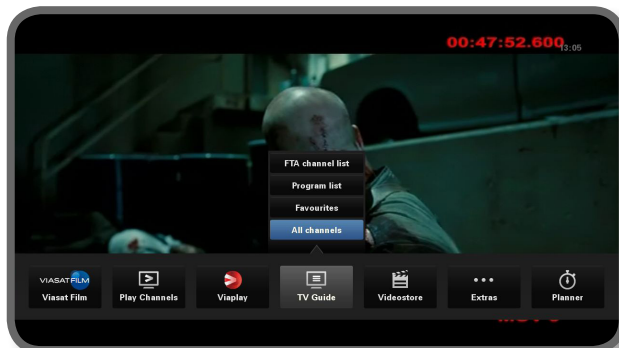 00:47:52.600
13:05
FTA channel list
Program list
Favourites
All channels
VIASAT FILM
Viasat Film
Play Channels
Viaplay
TV Guide
Videostore
Extras
Planner